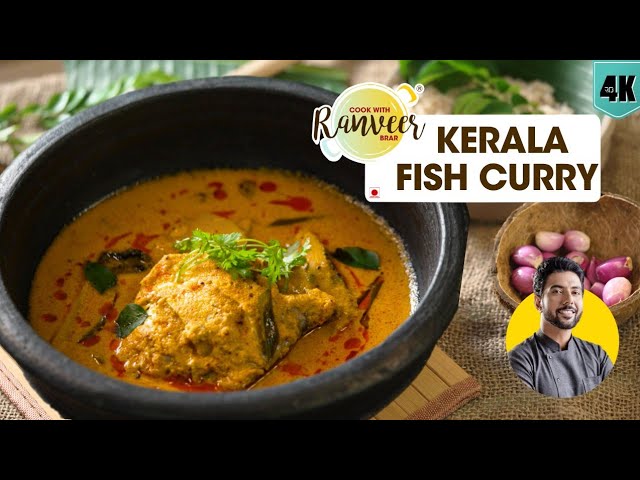 COOK WITH
Ranveer
BRAR
®
KERALA
FISH CURRY
4K